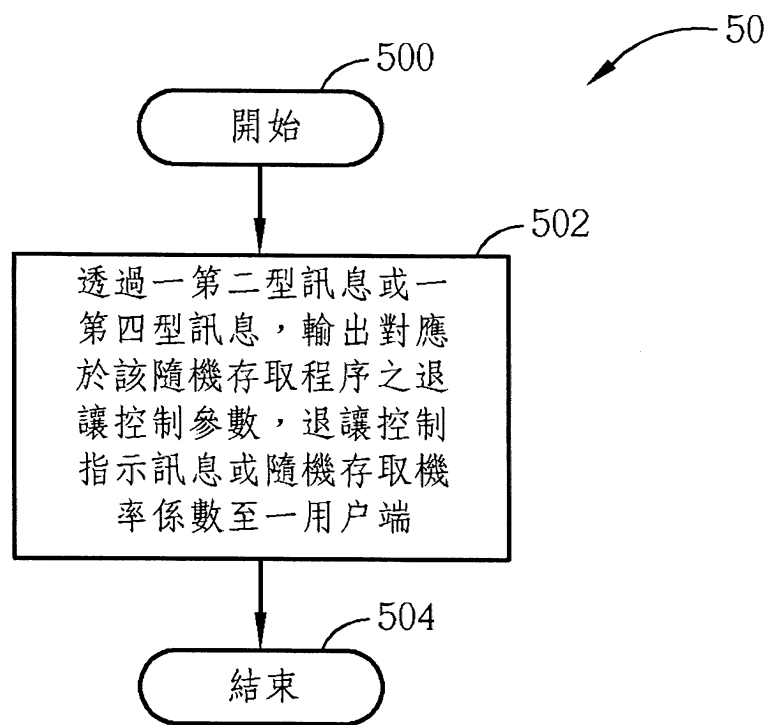 50
500
開始
502
透過一第二型訊息或一
第四型訊息，輸出對應
於該隨機存取程序之退
讓控制參數，退讓控制
指示訊息或隨機存取機
率係數至一用户端
504
結束